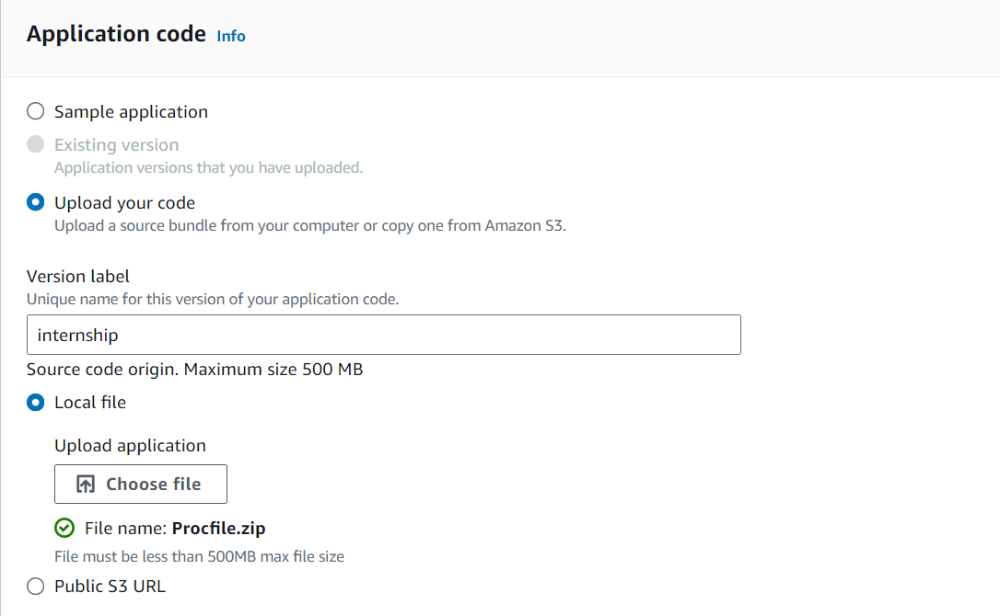 Application code Info
Sample application
Existing version
Application versions that you have uploaded.
Upload your code
Upload a source bundle from your computer or copy one from Amazon S3.
Version label
Unique name for this version of your application code.
internship
Source code origin. Maximum size 500 MB
Local file
Upload application
Choose file
File name: Procfile.zip
File must be less than 500MB max file size
Public S3 URL